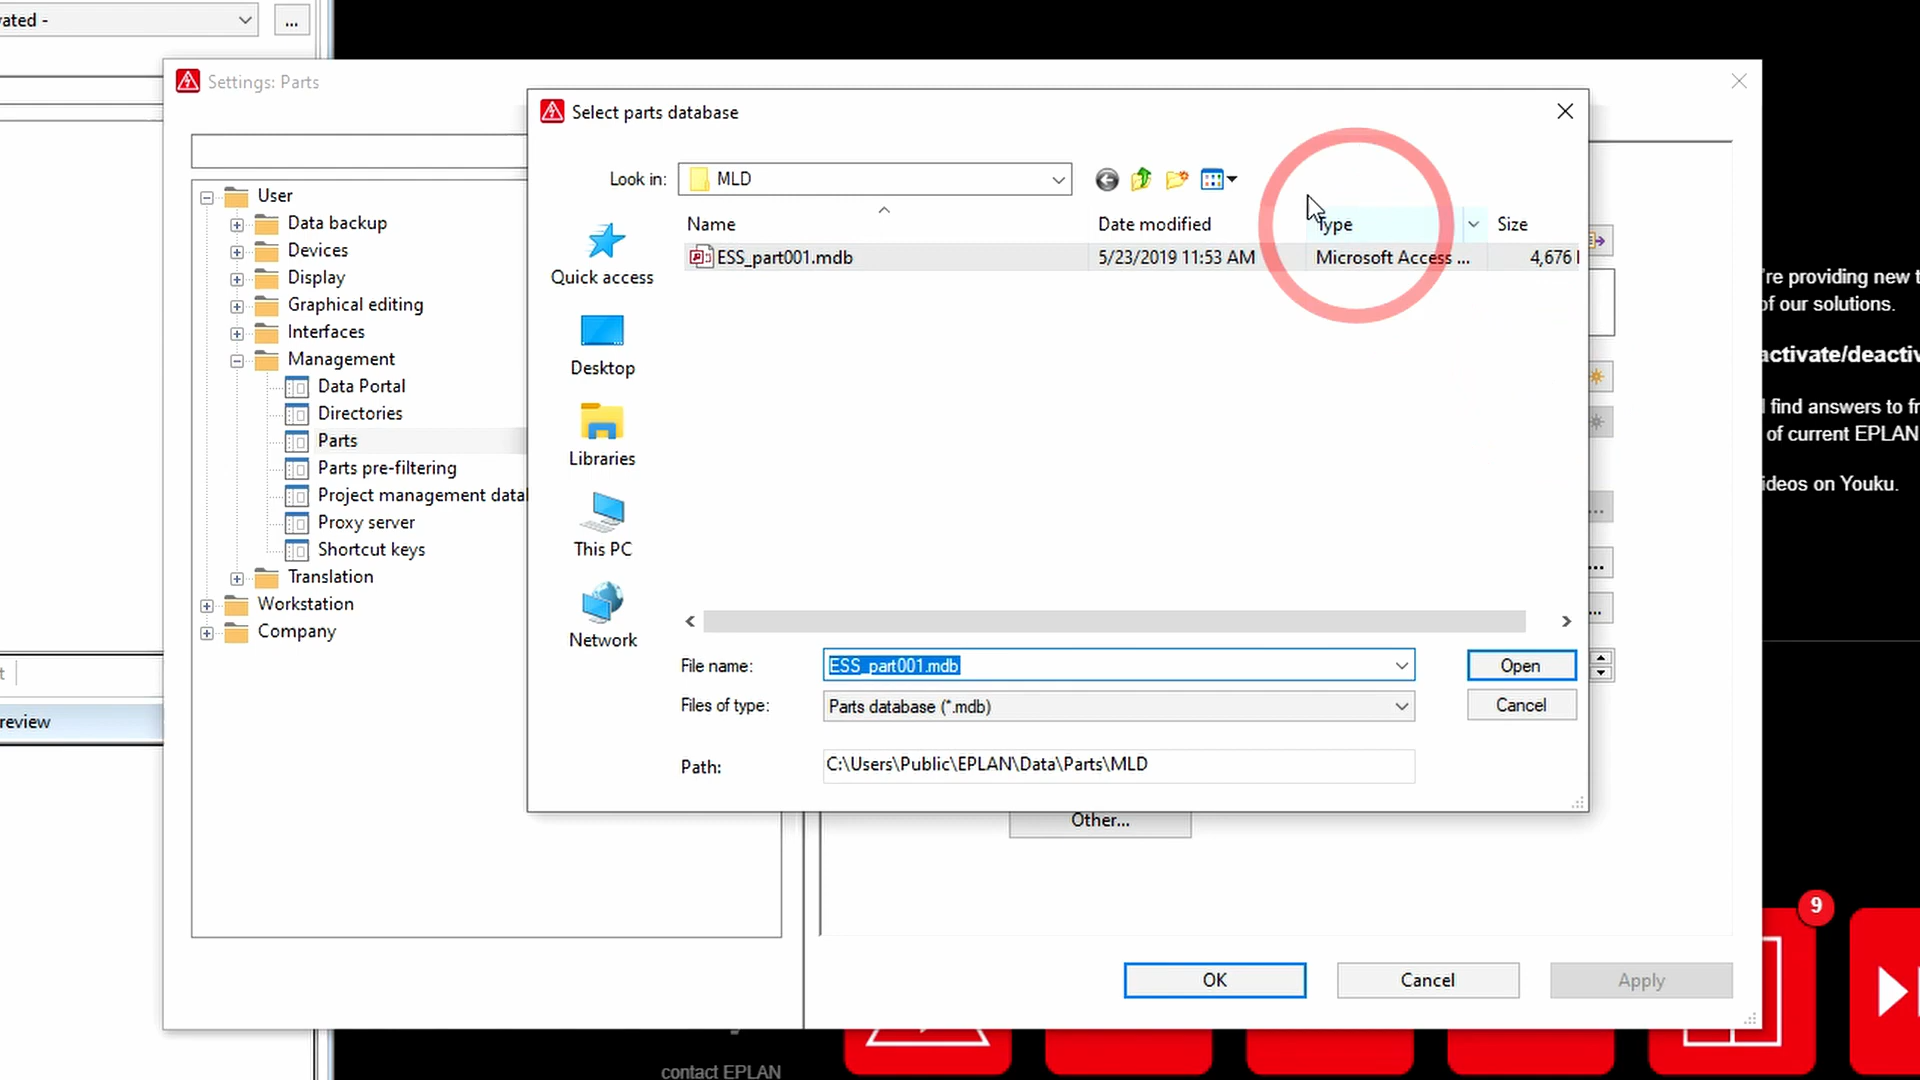 ated -
...
Settings: Parts
Select parts database
Look in:
MLD
Name
Date modified
Type
Size
ESS_part001.mdb
5/23/2019 11:53 AM
Microsoft Access ...
4,676
Quick access
Desktop
Libraries
This PC
Network
User
Data backup
Devices
Display
Graphical editing
Interfaces
Management
Data Portal
Directories
Parts
Parts pre-filtering
Project management datal
Proxy server
Shortcut keys
Translation
Workstation
Company
File name:
ESS_part001.mdb
Open
Files of type:
Parts database (*.mdb)
Cancel
Path:
C:\Users\Public\EPLAN\Data\Parts\MLD
Other...
OK
Cancel
Apply
're providing new t
of our solutions.
activate/deactiv
find answers to fr
of current EPLAN
ideos on Youku.
...
...
...
t
review
9
contact EPLAN